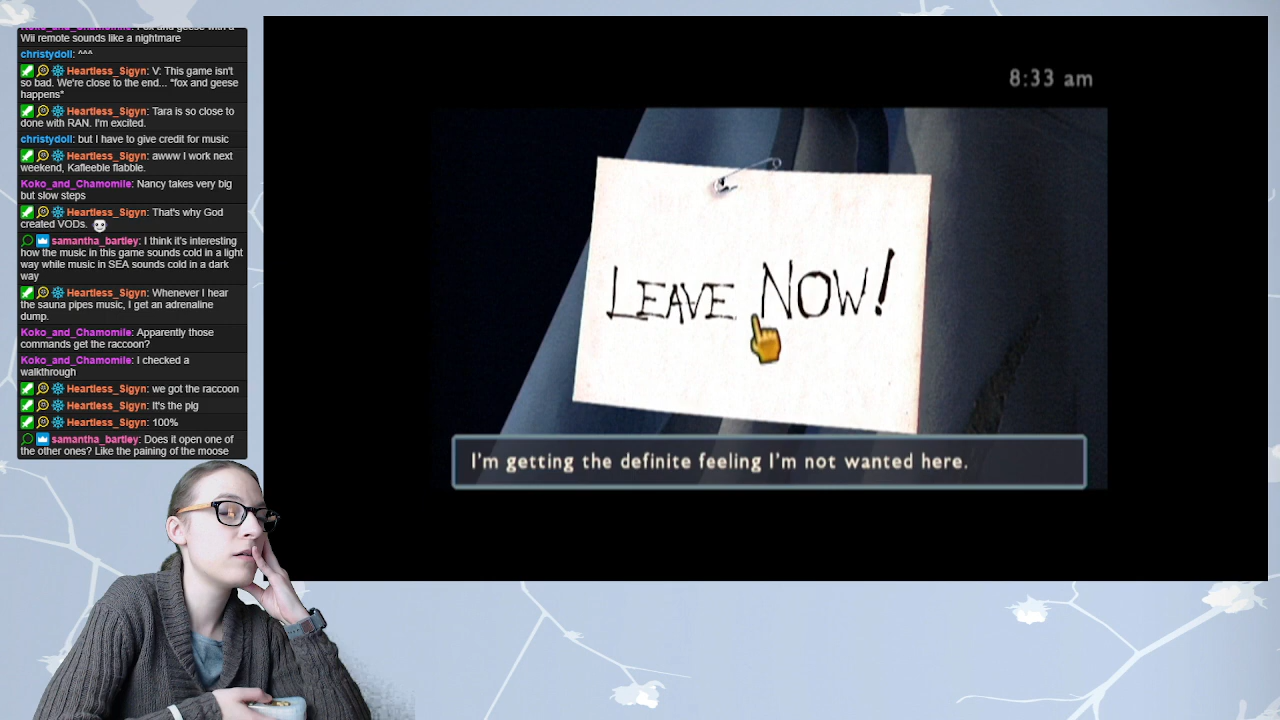 Wii remote sounds like a nightmare
christydoll: ^^^
Heartless_Sigyn: V: This game isn't
so bad. We're close to the end... *fox and geese
happens*
Heartless_Sigyn: Tara is so close to
done with RAN. I'm excited.
christydoll: but I have to give credit for music
Heartless_Sigyn: awww I work next
weekend, Kafleeble flabble.
Koko_and_Chamomile: Nancy takes very big
but slow steps
Heartless_Sigyn: That's why God
created VODs.
samantha_bartley: I think it's interesting
how the music in this game sounds cold in a light
way while music in SEA sounds cold in a dark
way
Heartless_Sigyn: Whenever I hear
the sauna pipes music, I get an adrenaline
dump.
Koko_and_Chamomile: Apparently those
commands get the raccoon?
Koko_and_Chamomile: I checked a
walkthrough
Heartless_Sigyn: we got the raccoon
Heartless_Sigyn: It's the pig
Heartless_Sigyn: 100%
samantha_bartley: Does it open one of
the other ones? Like the paining of the moose
8:33 am
LEAVE NOW!
I'm getting the definite feeling I'm not wanted here.